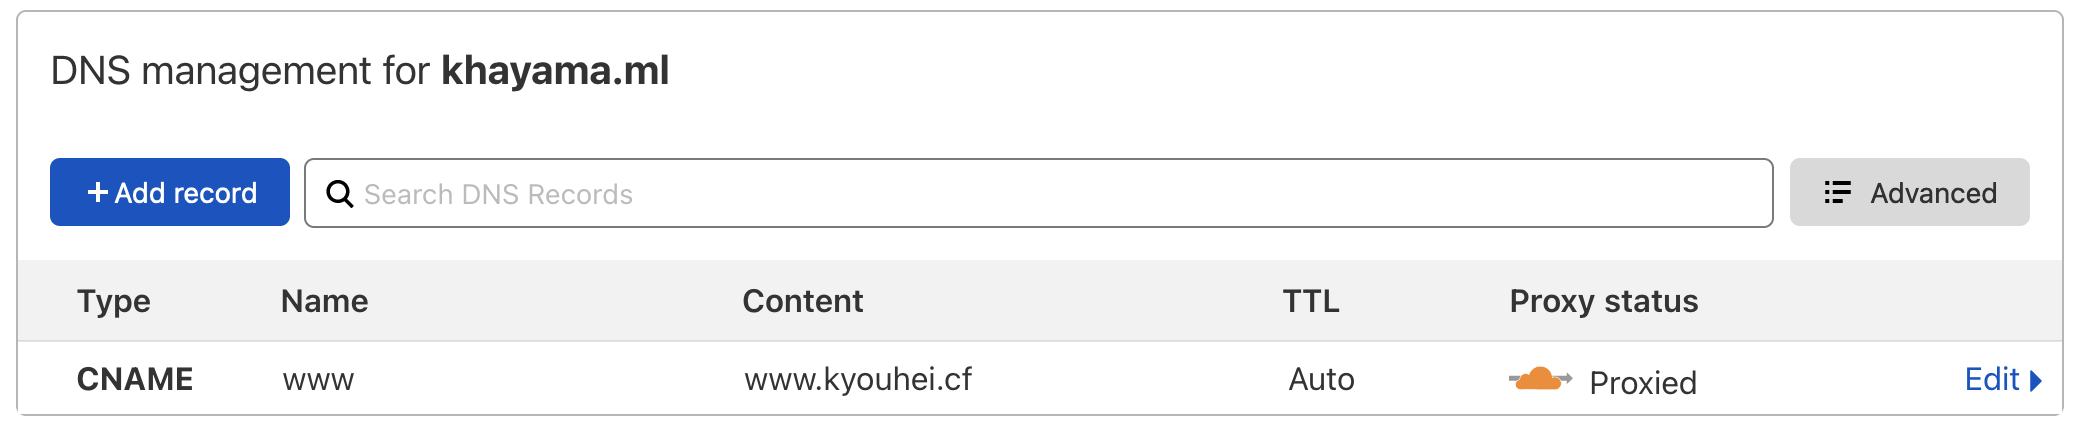 DNS management for khayama.ml
+ Add record Search DNS Records Advanced
Type Name Content TTL Proxy status
CNAME www www.kyouhei.cf Auto Proxied Edit